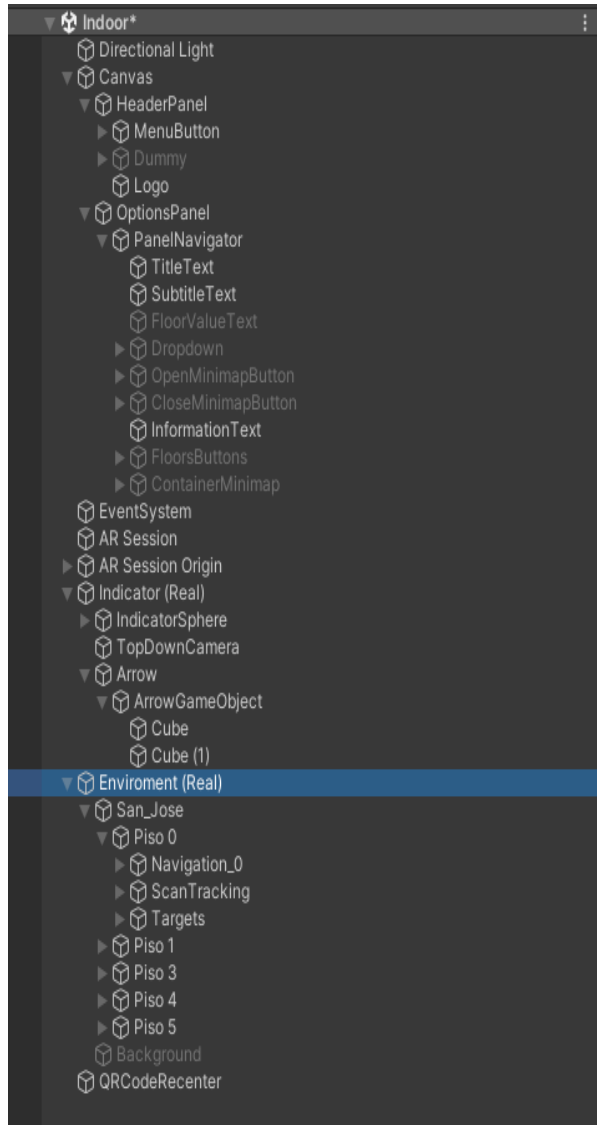 Indoor*
Directional Light
Canvas
HeaderPanel
MenuButton
Dummy
Logo
OptionsPanel
PanelNavigator
TitleText
SubtitleText
FloorValueText
Dropdown
OpenMinimapButton
CloseMinimapButton
InformationText
FloorsButtons
ContainerMinimap
EventSystem
AR Session
AR Session Origin
Indicator (Real)
IndicatorSphere
TopDownCamera
Arrow
ArrowGameObject
Cube
Cube (1)
Enviroment (Real)
San_Jose
Piso 0
Navigation_0
ScanTracking
Targets
Piso 1
Piso 3
Piso 4
Piso 5
Background
QRCodeRecenter